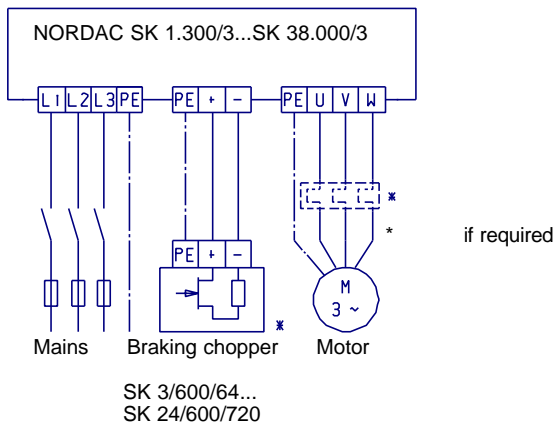 NORDAC SK 1.300/3...SK 38.000/3
L1 L2 L3 PE PE + - PE U V W
*
* if required
PE + -
M
3 ~
*
Mains Braking chopper Motor
SK 3/600/64...
SK 24/600/720